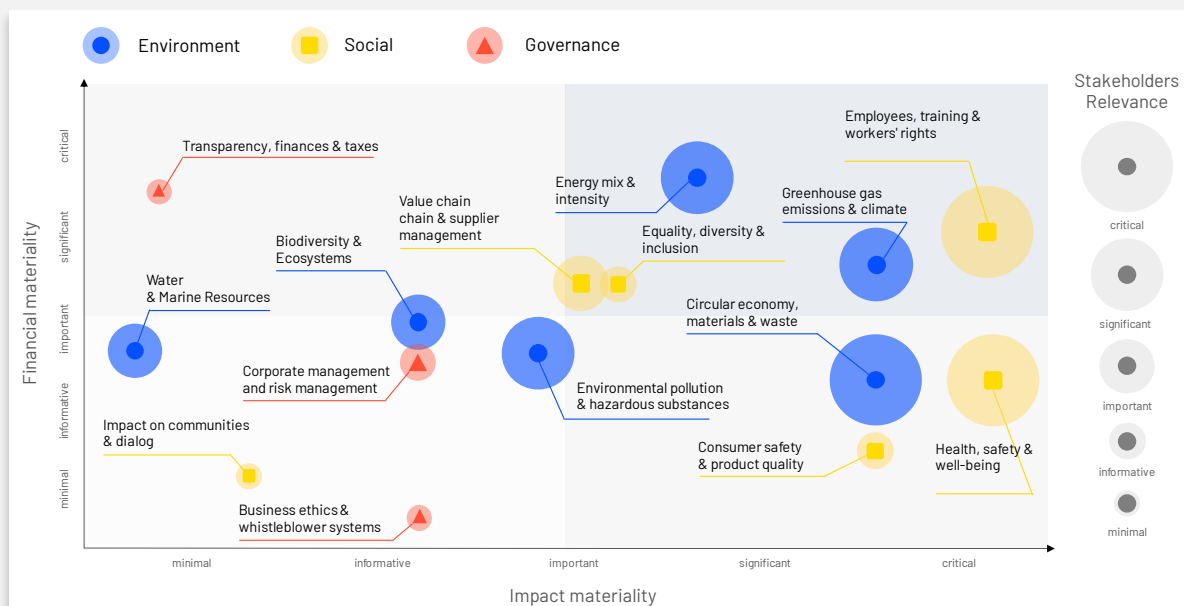 Environment
Social
Governance
Stakeholders
Relevance
Employees, training &
workers' rights
Transparency, finances & taxes
Energy mix &
intensity
Greenhouse gas
emissions & climate
Value chain
chain & supplier
management
Equality, diversity &
inclusion
Biodiversity &
Ecosystems
Water
& Marine Resources
Circular economy,
materials & waste
Corporate management
and risk management
Environmental pollution
& hazardous substances
Impact on communities
& dialog
Consumer safety
& product quality
Health, safety &
well-being
Business ethics &
whistleblower systems
Financial materiality
critical
significant
important
informative
minimal
minimal
informative
important
significant
critical
Impact materiality
critical
significant
important
informative
minimal